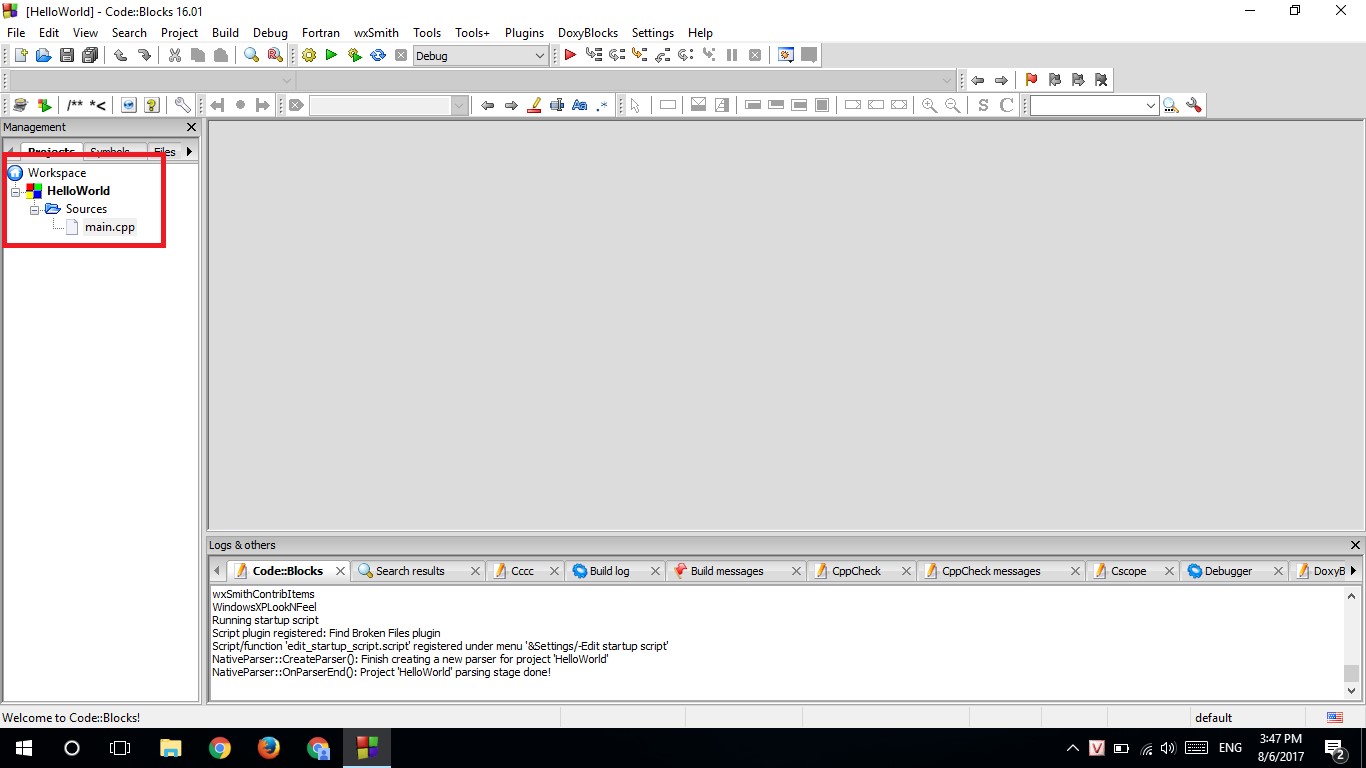 [HelloWorld] - Code::Blocks 16.01
File Edit View Search Project Build Debug Fortran wxSmith Tools Tools+ Plugins DoxyBlocks Settings Help
Debug
/** *<
Aa .*
S C
Management
Projects Symbols Files
Workspace
HelloWorld
Sources
main.cpp
Logs & others
Code::Blocks Search results Cccc Build log Build messages CppCheck CppCheck messages Cscope Debugger DoxyB
wxSmithContribItems
WindowsXPLookNFeel
Running startup script
Script plugin registered: Find Broken Files plugin
Script/function 'edit_startup_script.script' registered under menu '&Settings/-Edit startup script'
NativeParser::CreateParser(): Finish creating a new parser for project 'HelloWorld'
NativeParser::OnParserEnd(): Project 'HelloWorld' parsing stage done!
Welcome to Code::Blocks!
default
V ENG
3:47 PM
8/6/2017
2